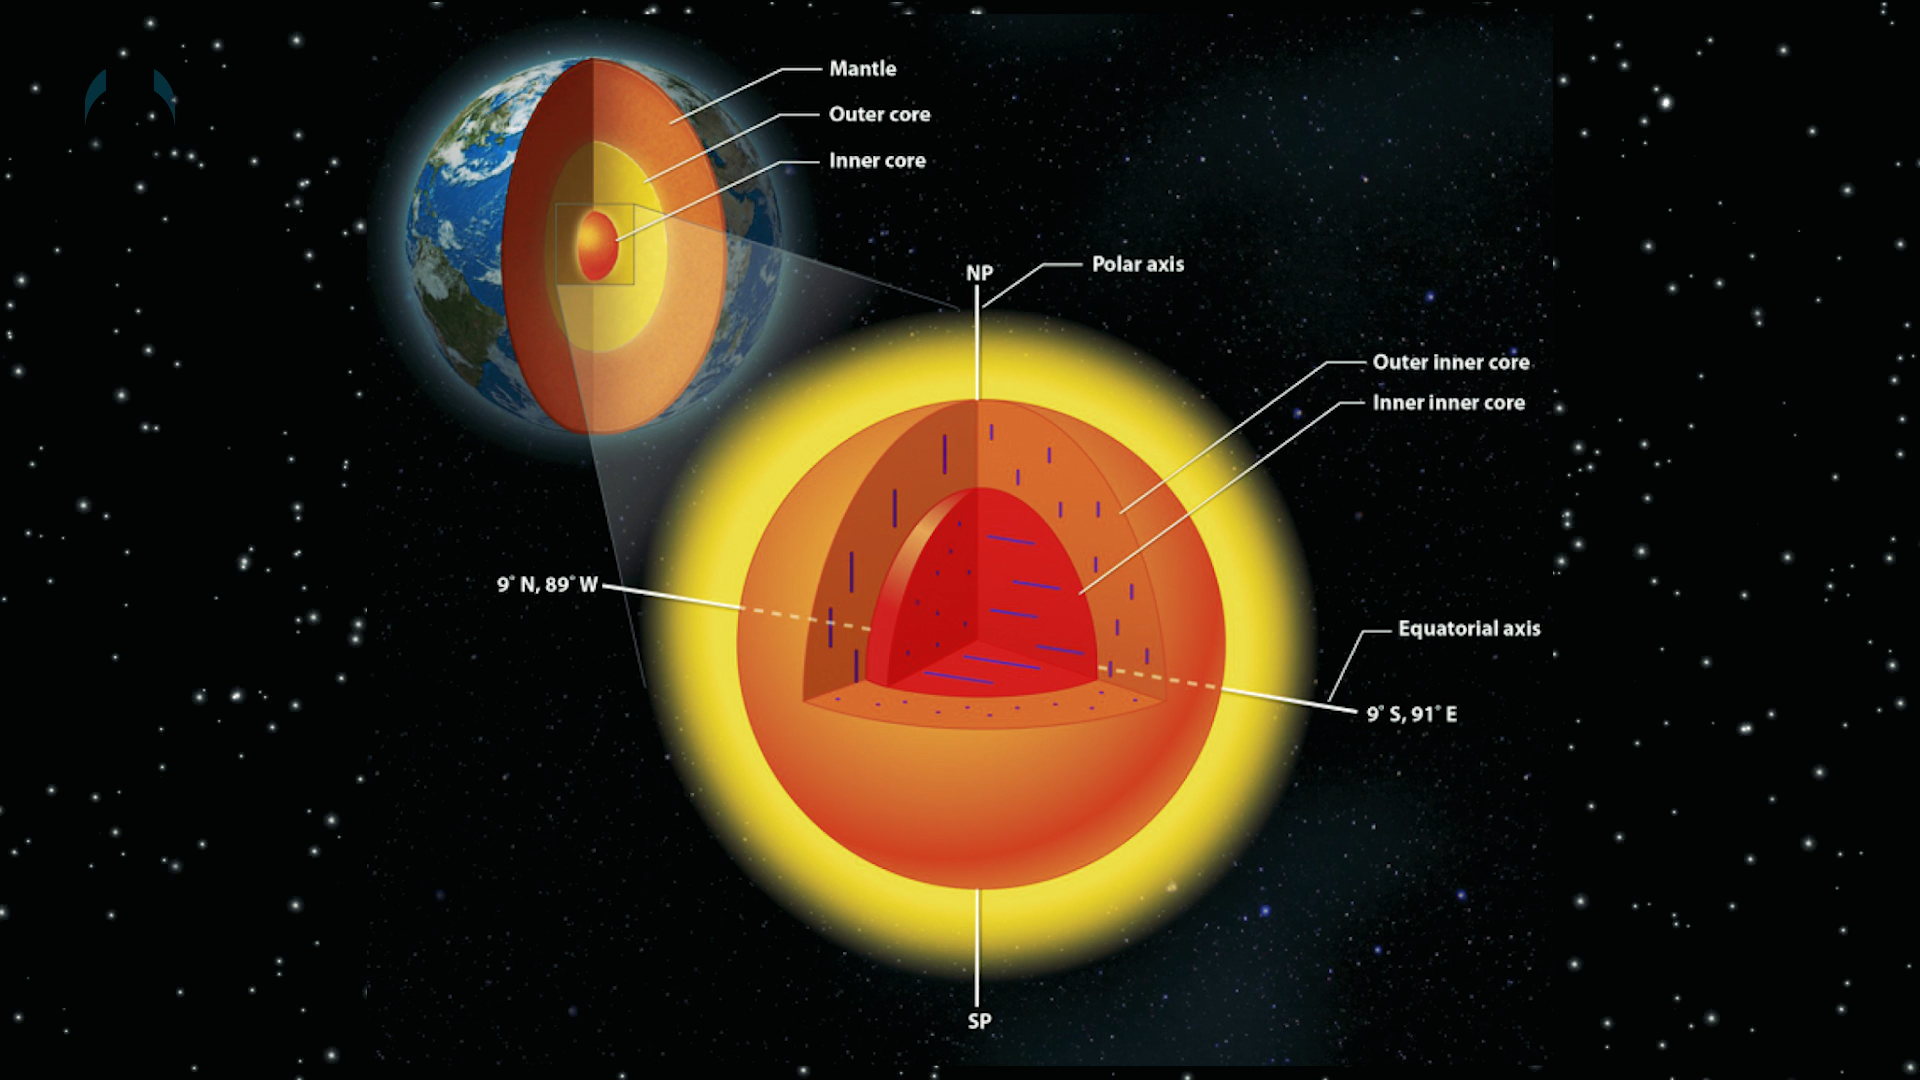 Mantle
Outer core
Inner core
NP
Polar axis
Outer inner core
Inner inner core
9° N, 89° W
Equatorial axis
9° S, 91° E
SP